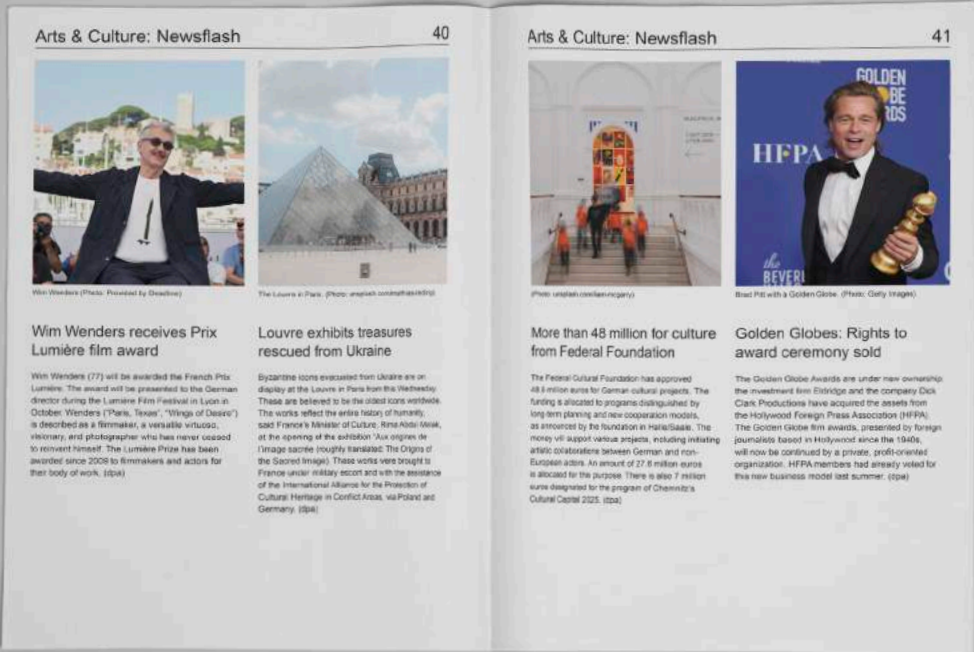 Arts & Culture: Newsflash
40
Wim Wenders (Photo: Provided by Deadline)
Wim Wenders receives Prix
Lumière film award
Wim Wenders (77) will be awarded the French Prix
Lumière. The award will be presented to the German
director during the Lumière Film Festival in Lyon in
October. Wenders ("Paris, Texas", "Wings of Desire")
is described as a filmmaker, a versatile virtuoso,
visionary, and photographer who has never ceased
to reinvent himself. The Lumière Prize has been
awarded since 2009 to filmmakers and actors for
their body of work. (dpa)
The Louvre in Paris. (Photo:
Louvre exhibits treasures
rescued from Ukraine
Byzantine icons evacuated from Ukraine are on
display at the Louvre in Paris from this Wednesday.
These are believed to be the oldest icons worldwide.
The works reflect the entire history of humanity,
said France's Minister of Culture, Rima Abdul-Malak,
at the opening of the exhibition "Aux origines de
l'image sacrée (roughly translated: The Origins of
the Sacred Image). These works were brought to
France under military escort and with the assistance
of the International Alliance for the Protection of
Cultural Heritage in Conflict Areas, via Poland and
Germany. (dpa)
Arts & Culture: Newsflash
41
(Photo: unsplash.com/liam-mcgarry)
More than 48 million for culture
from Federal Foundation
The Federal Cultural Foundation has approved
48.8 million euros for German cultural projects. The
funding is allocated to programs distinguished by
long-term planning and new cooperation models,
as announced by the foundation in Halle/Saale. The
money will support various projects, including initiating
artistic collaborations between German and non-
European actors. An amount of 27.8 million euros
is allocated for this purpose. There is also 7 million
euros designated for the program of Chemnitz's
Cultural Capital 2025. (dpa)
GOLDEN
GLOBE
AWARDS
HFPA
the
BEVERL
Brad Pitt with a Golden Globe. (Photo: Getty Images)
Golden Globes: Rights to
award ceremony sold
The Golden Globe Awards are under new ownership:
the investment firm Eldridge and the company Dick
Clark Productions have acquired the assets from
the Hollywood Foreign Press Association (HFPA).
The Golden Globe film awards, presented by foreign
journalists based in Hollywood since the 1940s,
will now be continued by a private, profit-oriented
organization. HFPA members had already voted for
this new business model last summer. (dpa)